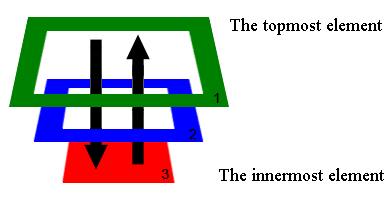 The topmost element
1
2
3
The innermost element